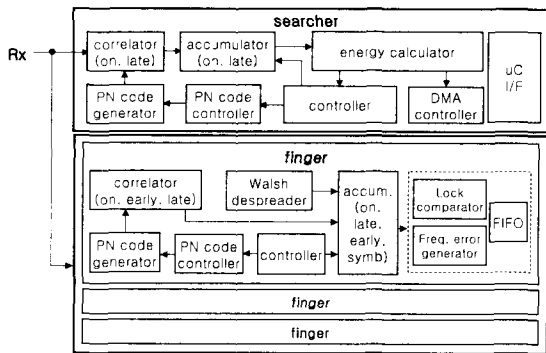 searcher
Rx
correlator
(on, late)
accumulator
(on, late)
energy calculator
uC
I/F
PN code
generator
PN code
controller
controller
DMA
controller
finger
correlator
(on, early, late)
Walsh
despreader
accum.
(on,
late,
early,
symb)
Lock
comparator
FIFO
Freq. error
generator
PN code
generator
PN code
controller
controller
finger
finger